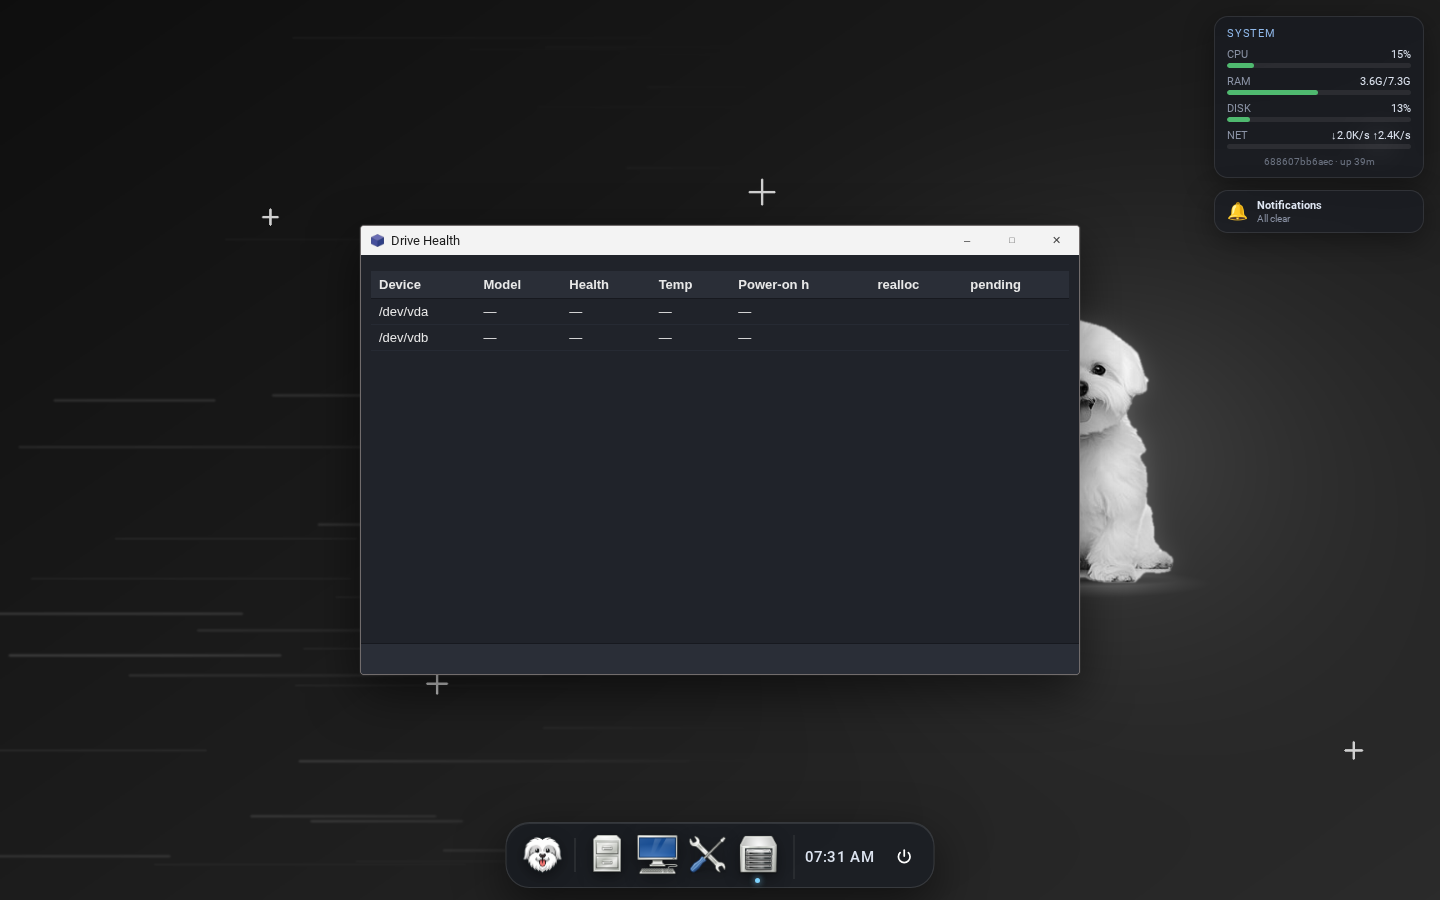 SYSTEM
CPU 15%
RAM 3.6G/7.3G
DISK 13%
NET ↓2.0K/s ↑2.4K/s
688607bb6aec · up 39m
Notifications
All clear
Drive Health
Device Model Health Temp Power-on h realloc pending
/dev/vda — — — —
/dev/vdb — — — —
07:31 AM